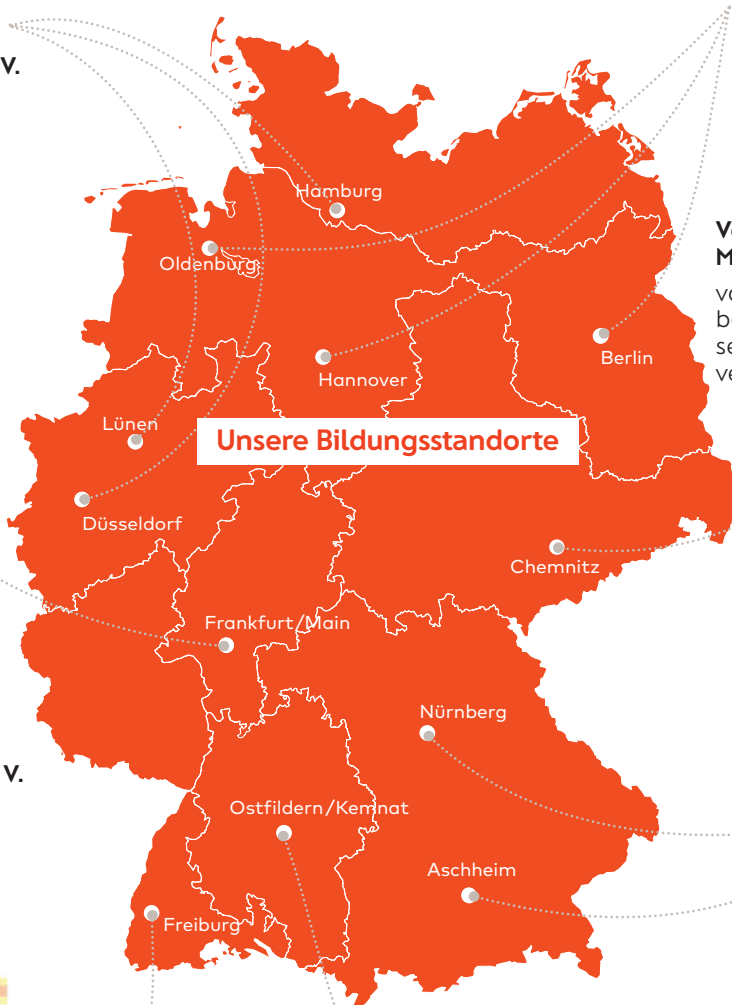 V.
Hamburg
Oldenburg
Berlin
Hannover
Lünen
Unsere Bildungsstandorte
Düsseldorf
Chemnitz
Frankfurt/Main
Nürnberg
V.
Ostfildern/Kemnat
Aschheim
Freiburg